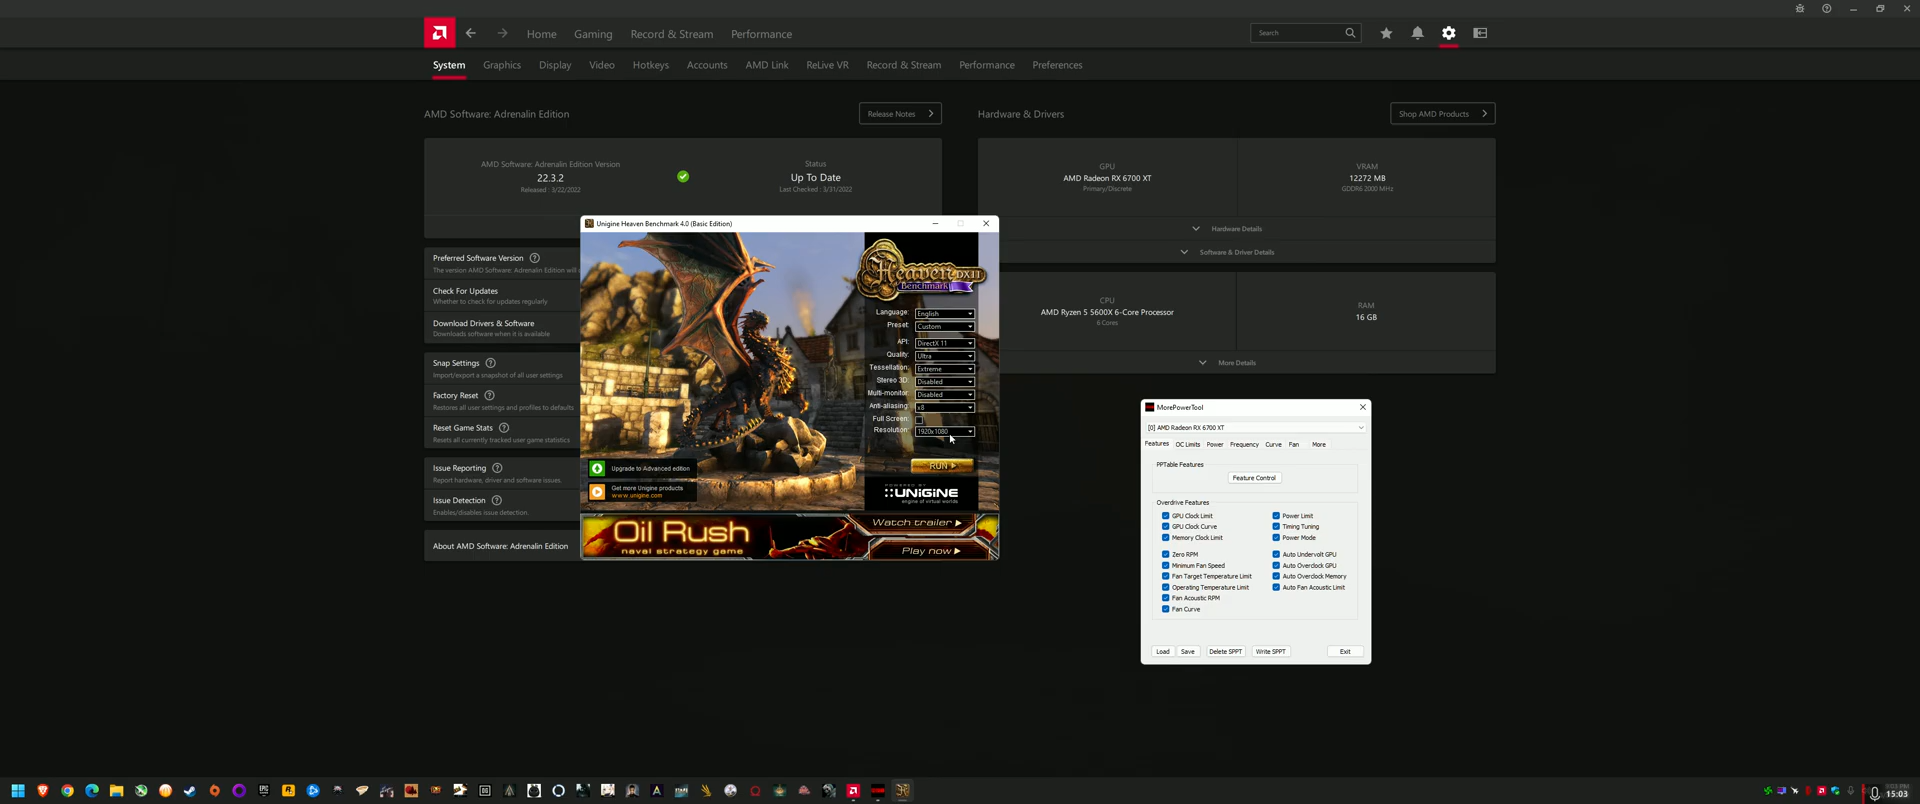 Home
Gaming
Record & Stream
Performance
Search
System
Graphics
Display
Video
Hotkeys
Accounts
AMD Link
ReLive VR
Record & Stream
Performance
Preferences
AMD Software: Adrenalin Edition
Release Notes
Hardware & Drivers
Shop AMD Products
AMD Software: Adrenalin Edition Version
22.3.2
Released : 3/22/2022
Status
Up To Date
Last Checked : 3/31/2022
GPU
AMD Radeon RX 6700 XT
Primary/Discrete
VRAM
12272 MB
GDDR6 2000 MHz
Hardware Details
Software & Driver Details
CPU
AMD Ryzen 5 5600X 6-Core Processor
6 Cores
RAM
16 GB
More Details
Preferred Software Version
The version AMD Software: Adrenalin Edition will
Check For Updates
Whether to check for updates regularly
Download Drivers & Software
Downloads software when it is available
Snap Settings
Import/export a snapshot of all user settings
Factory Reset
Restores all user settings and profiles to defaults
Reset Game Stats
Resets all currently tracked user game statistics
Issue Reporting
Report hardware, driver and software issues.
Issue Detection
Enables/disables issue detection.
About AMD Software: Adrenalin Edition
Unigine Heaven Benchmark 4.0 (Basic Edition)
Heaven DX11
Benchmark
Language: English
Preset: Custom
API: DirectX 11
Quality: Ultra
Tessellation: Extreme
Stereo 3D: Disabled
Multi-monitor: Disabled
Anti-aliasing: x8
Full Screen:
Resolution: 1920x1080
RUN
Upgrade to Advanced edition
Get more Unigine products
www.unigine.com
POWERED BY
UNIGINE
engine of virtual worlds
Oil Rush
naval strategy game
Watch trailer
Play now
MorePowerTool
[0] AMD Radeon RX 6700 XT
Features
OC Limits
Power
Frequency
Curve
Fan
More
PPTable Features
Feature Control
Overdrive Features
GPU Clock Limit
GPU Clock Curve
Memory Clock Limit
Zero RPM
Minimum Fan Speed
Fan Target Temperature Limit
Operating Temperature Limit
Fan Acoustic RPM
Fan Curve
Power Limit
Timing Tuning
Power Mode
Auto Undervolt GPU
Auto Overclock GPU
Auto Overclock Memory
Auto Fan Acoustic Limit
Load
Save
Delete SPPT
Write SPPT
Exit
EPIC
15:03